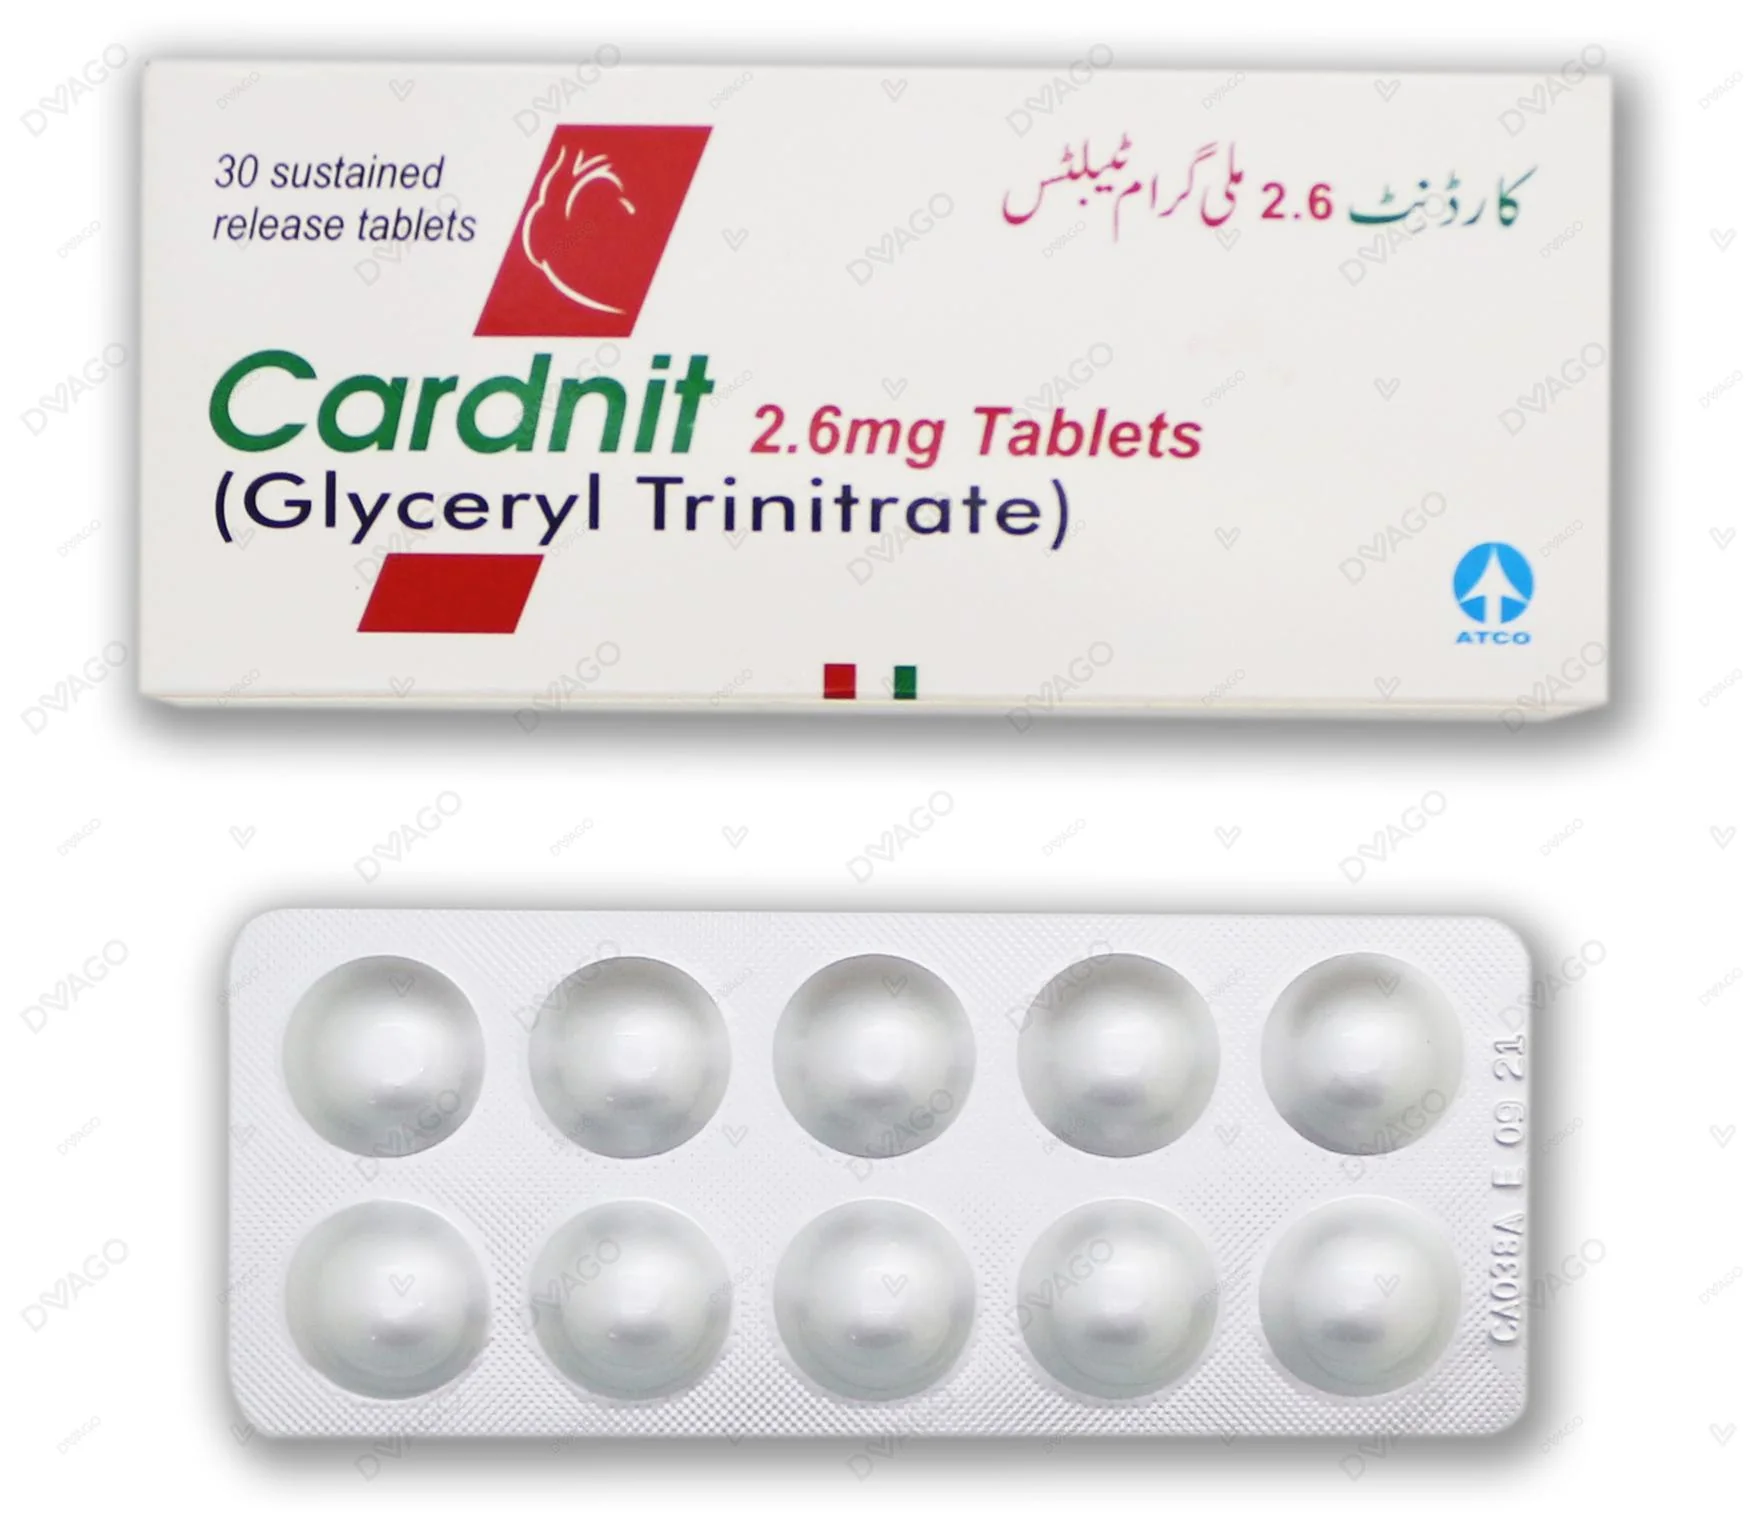 30 sustained
release tablets
کارڈنٹ 2.6 ملی گرام ٹیبلٹس
Cardnit 2.6mg Tablets
(Glyceryl Trinitrate)
ATCO
CA038A E 09 21
DVAGO